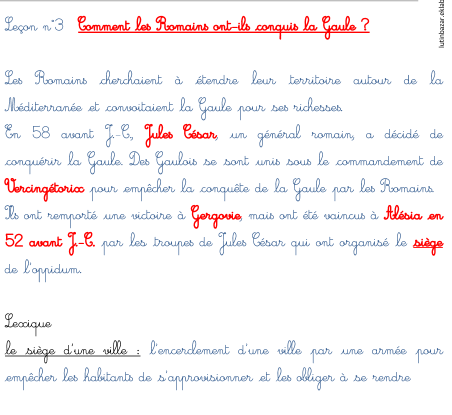 Leçon n°3 Comment les Romains ont-ils conquis la Gaule ?
Les Romains cherchaient à étendre leur territoire autour de la
Méditerranée et convoitaient la Gaule pour ses richesses.
En 58 avant J.-C, Jules César, un général romain, a décidé de
conquérir la Gaule. Des Gaulois se sont unis sous le commandement de
Vercingétorix pour empêcher la conquête de la Gaule par les Romains.
Ils ont remporté une victoire à Gergovie, mais ont été vaincus à Alésia en
52 avant J.-C. par les troupes de Jules César qui ont organisé le siège
de l'oppidum.
Lexique
le siège d'une ville : l'encerclement d'une ville par une armée pour
empêcher les habitants de s'approvisionner et les obliger à se rendre
lutinbazar.eklab